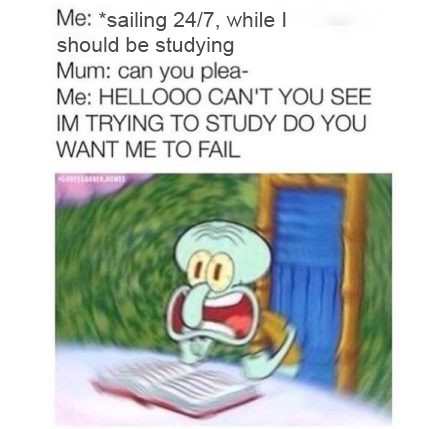 Me: *sailing 24/7, while I
should be studying
Mum: can you plea-
Me: HELLOOO CAN'T YOU SEE
IM TRYING TO STUDY DO YOU
WANT ME TO FAIL